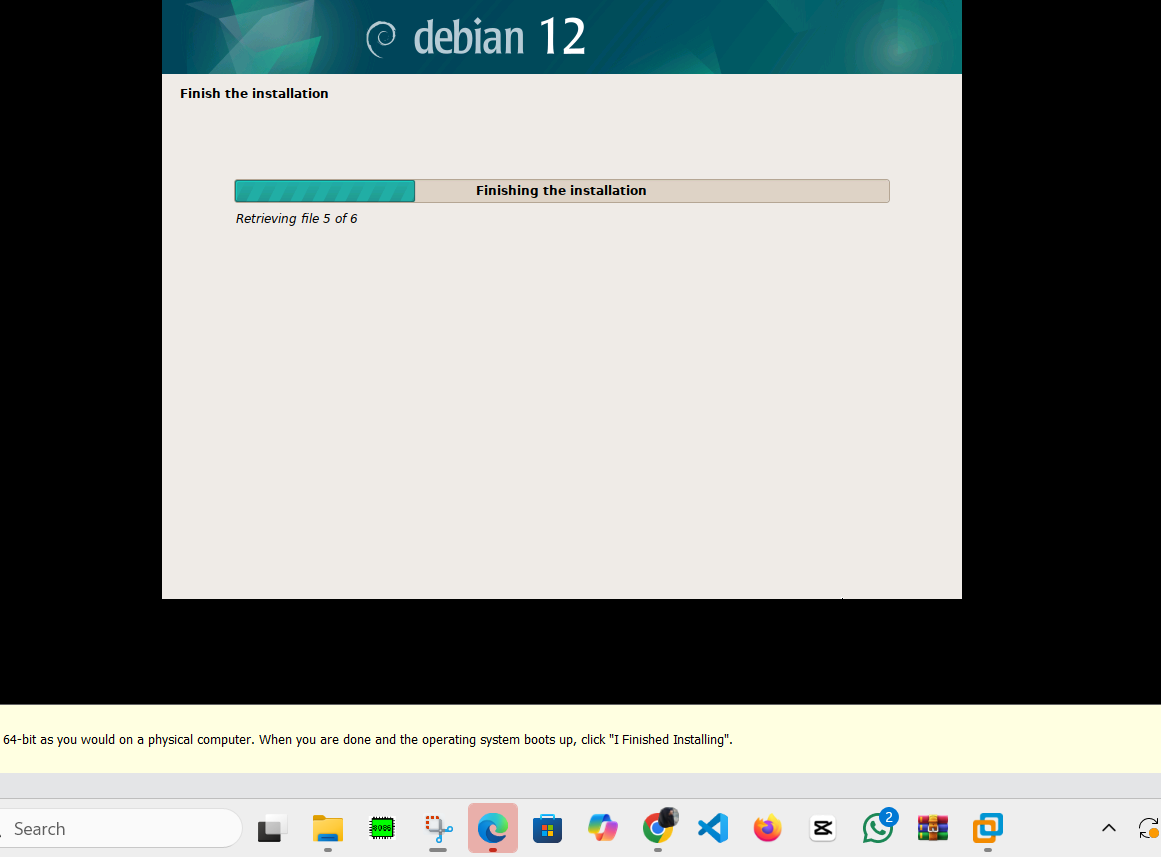 debian 12
Finish the installation
Finishing the installation
Retrieving file 5 of 6
64-bit as you would on a physical computer. When you are done and the operating system boots up, click "I Finished Installing".
Search
8085
2